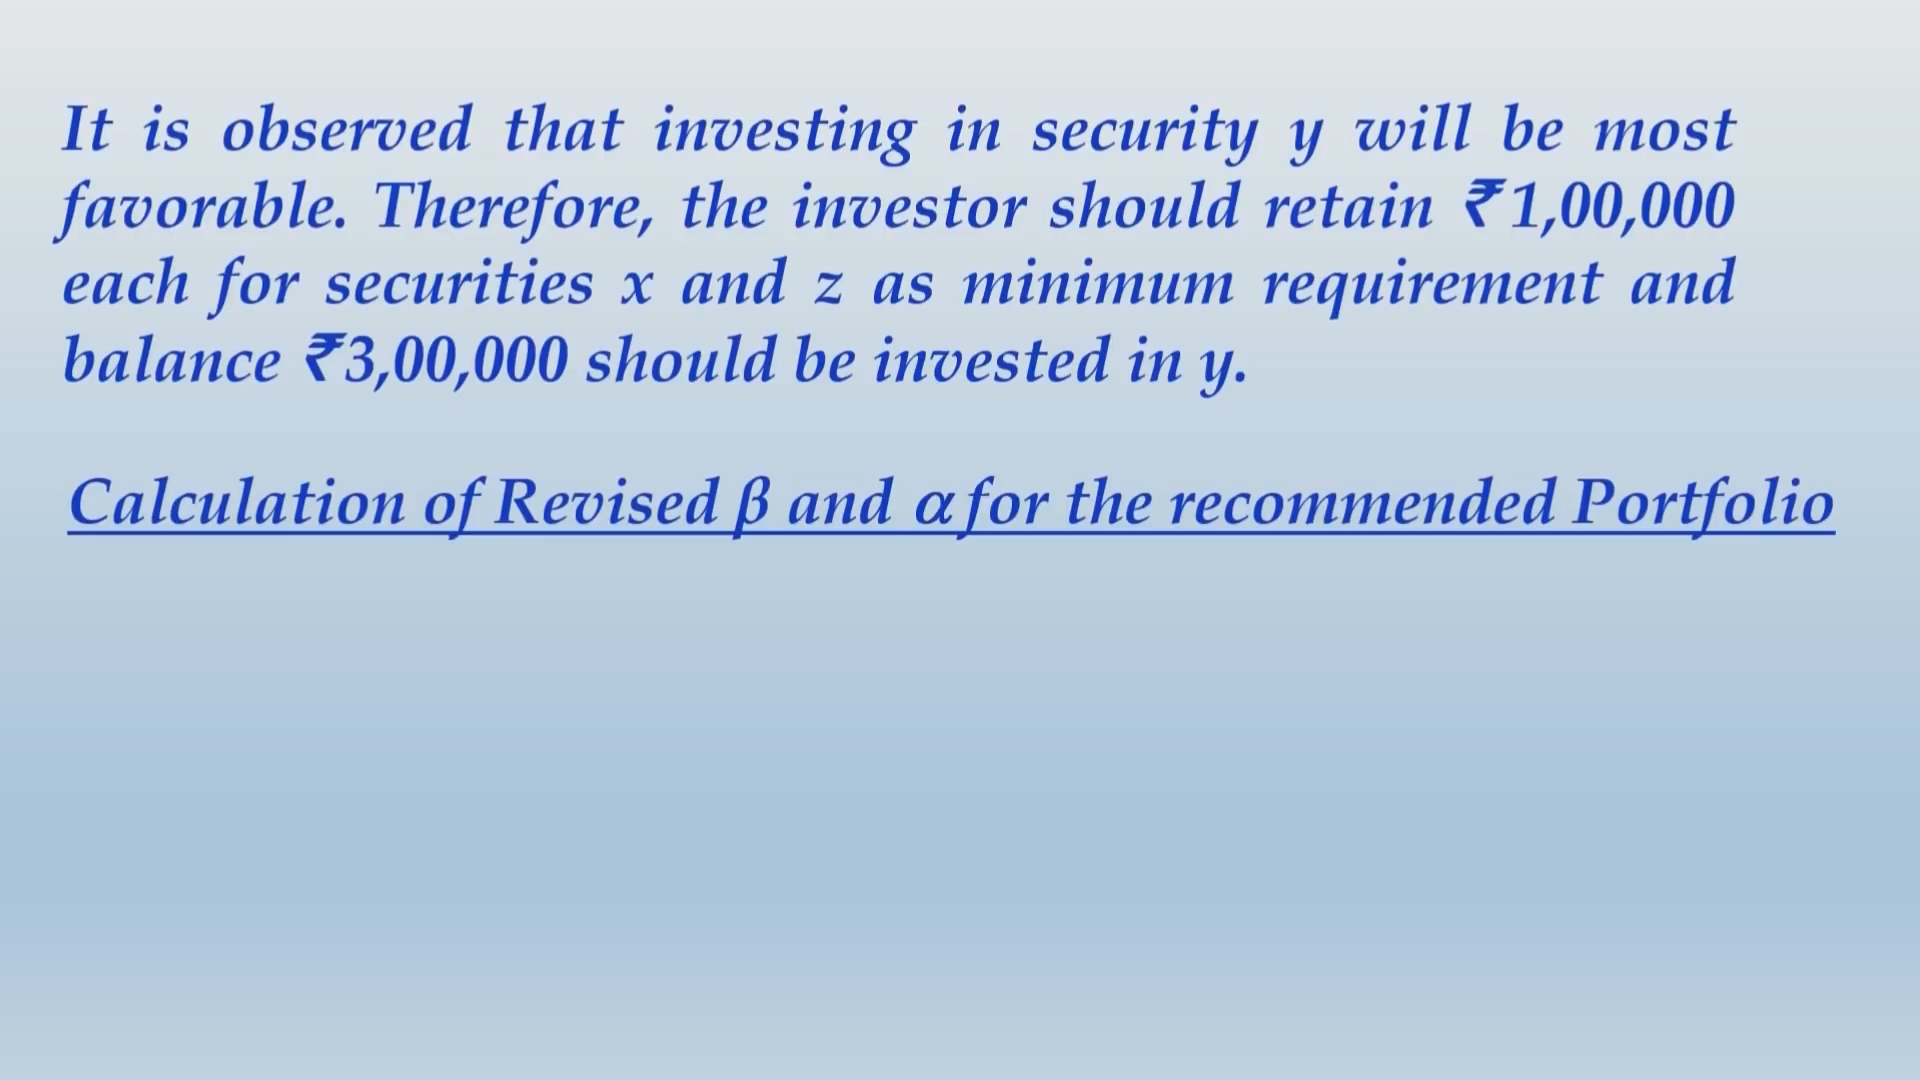 It is observed that investing in security y will be most
favorable. Therefore, the investor should retain ₹1,00,000
each for securities x and z as minimum requirement and
balance ₹3,00,000 should be invested in y.
Calculation of Revised β and α for the recommended Portfolio